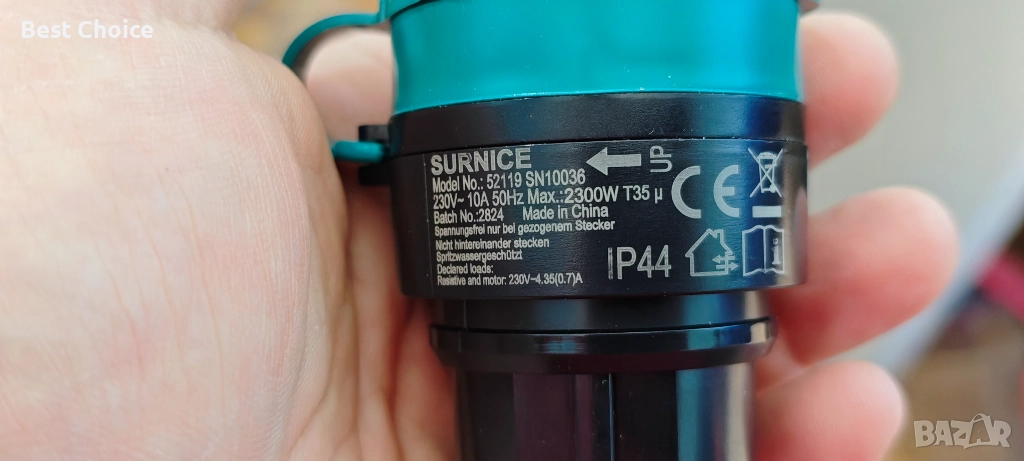 Best Choice
SURNICE
UP
Model No.: 52119 SN10036
230V~ 10A 50Hz Max.:2300W T35 µ
Batch No.:2824 Made in China
Spannungsfrei nur bei gezogenem Stecker
Nicht hintereinander stecken
Spritzwassergeschützt
Declared loads:
Resistive and motor: 230V~4.35(0.7)A
CE
IP44
BAZAR